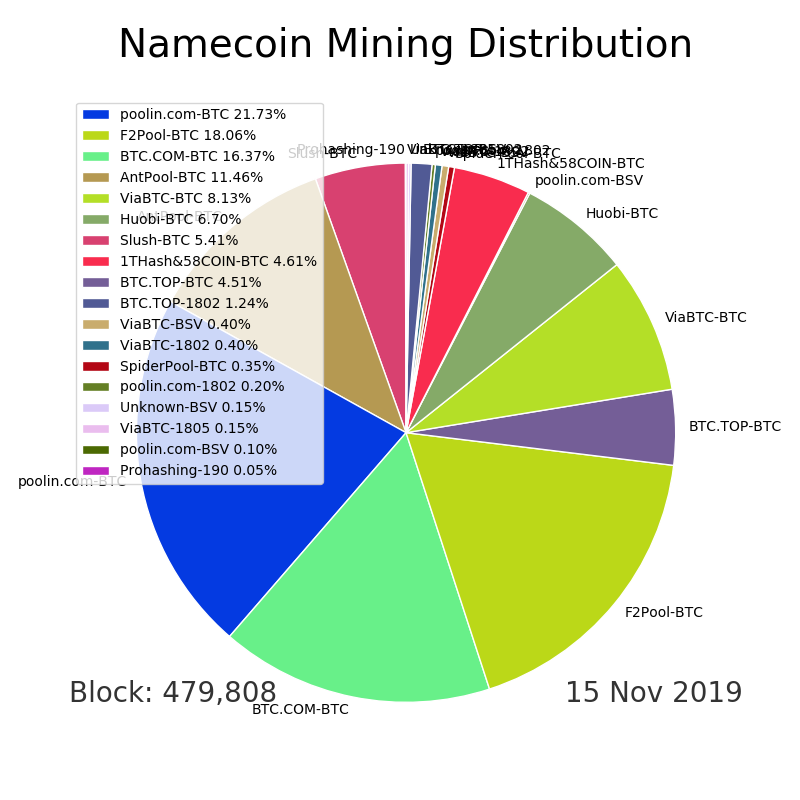 Namecoin Mining Distribution
poolin.com-BTC 21.73%
F2Pool-BTC 18.06%
BTC.COM-BTC 16.37%
AntPool-BTC 11.46%
ViaBTC-BTC 8.13%
Huobi-BTC 6.70%
Slush-BTC 5.41%
1THash&58COIN-BTC 4.61%
BTC.TOP-BTC 4.51%
BTC.TOP-1802 1.24%
ViaBTC-BSV 0.40%
ViaBTC-1802 0.40%
SpiderPool-BTC 0.35%
poolin.com-1802 0.20%
Unknown-BSV 0.15%
ViaBTC-1805 0.15%
poolin.com-BSV 0.10%
Prohashing-190 0.05%
Prohashing-190
Slush-BTC
1THash&58COIN-BTC
poolin.com-BSV
Huobi-BTC
ViaBTC-BTC
BTC.TOP-BTC
poolin.com-BTC
F2Pool-BTC
BTC.COM-BTC
Block: 479,808
15 Nov 2019